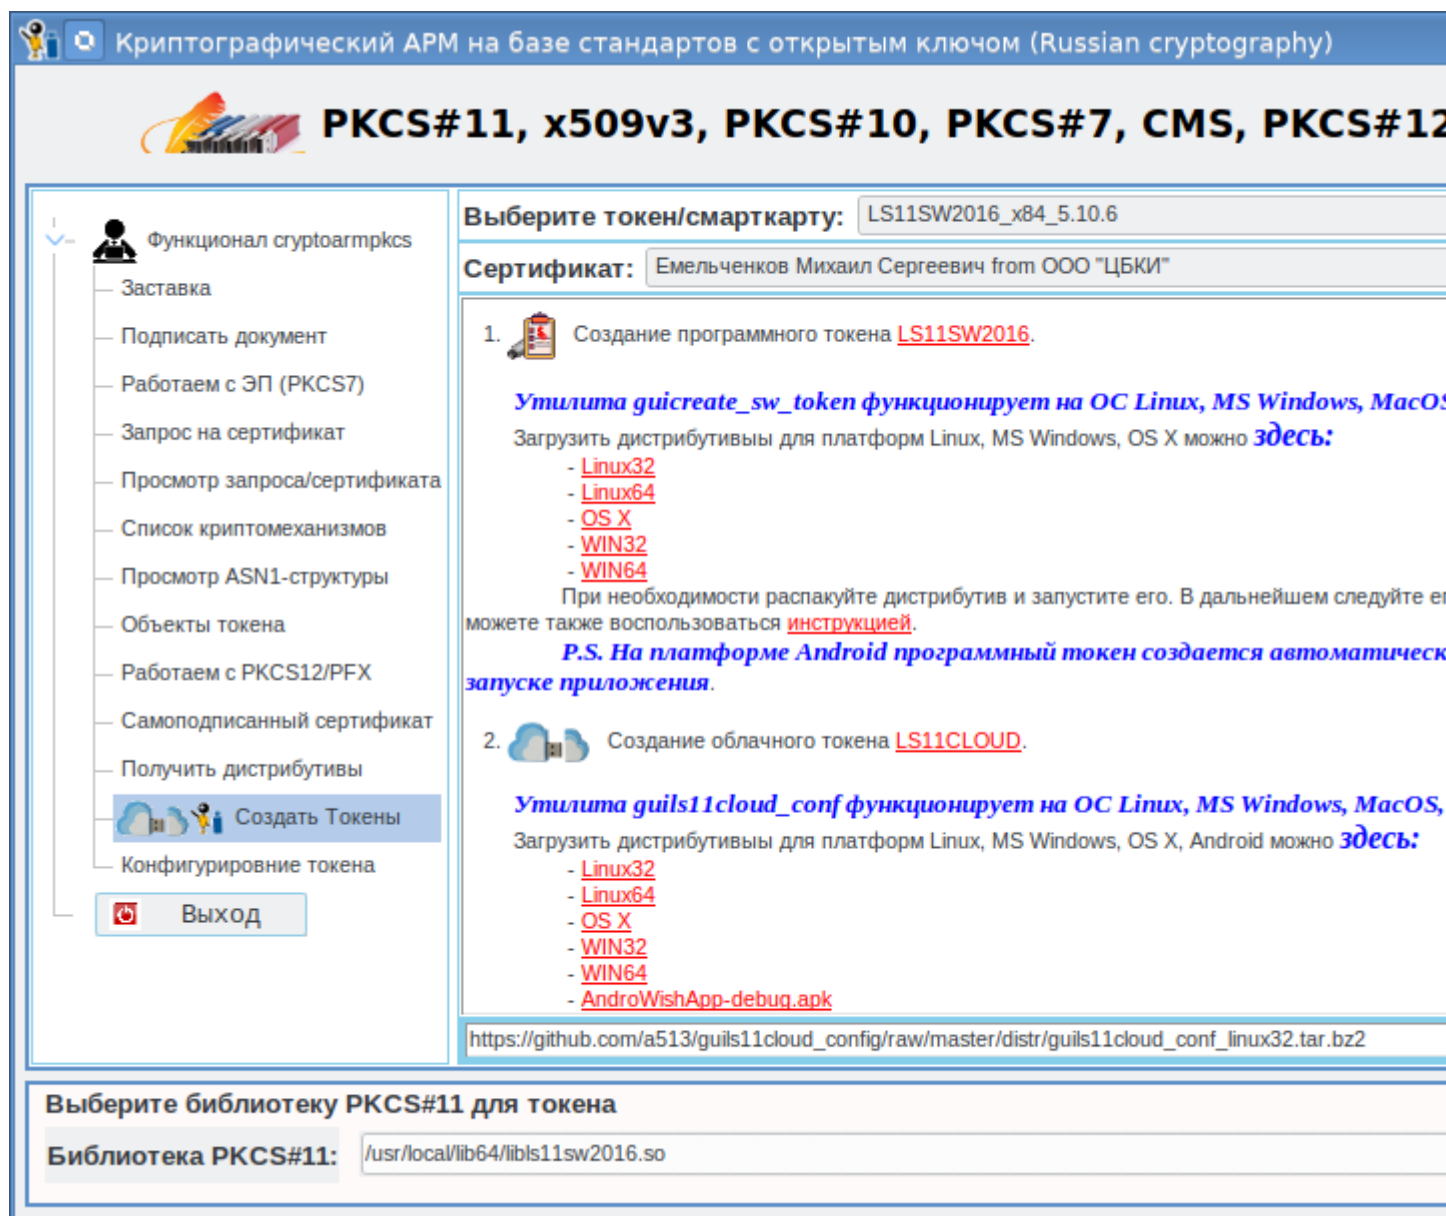 Криптографический АРМ на базе стандартов с открытым ключом (Russian cryptography)
PKCS#11, x509v3, PKCS#10, PKCS#7, CMS, PKCS#12
Функционал cryptoarmpkcs
Заставка
Подписать документ
Работаем с ЭП (PKCS7)
Запрос на сертификат
Просмотр запроса/сертификата
Список криптомеханизмов
Просмотр ASN1-структуры
Объекты токена
Работаем с PKCS12/PFX
Самоподписанный сертификат
Получить дистрибутивы
Создать Токены
Конфигурировние токена
Выход
Выберите токен/смарткарту: LS11SW2016_x84_5.10.6
Сертификат: Емельченков Михаил Сергеевич from ООО "ЦБКИ"
1. Создание программного токена LS11SW2016.
Утилита guicreate_sw_token функционирует на ОС Linux, MS Windows, MacOS
Загрузить дистрибутивыы для платформ Linux, MS Windows, OS X можно здесь:
- Linux32
- Linux64
- OS X
- WIN32
- WIN64
При необходимости распакуйте дистрибутив и запустите его. В дальнейшем следуйте
можете также воспользоваться инструкцией.
P.S. На платформе Android программный токен создается автоматическ
запуске приложения.
2. Создание облачного токена LS11CLOUD.
Утилита guils11cloud_conf функционирует на ОС Linux, MS Windows, MacOS,
Загрузить дистрибутивыы для платформ Linux, MS Windows, OS X, Android можно здесь:
- Linux32
- Linux64
- OS X
- WIN32
- WIN64
- AndroWishApp-debug.apk
https://github.com/a513/guils11cloud_config/raw/master/distr/guils11cloud_conf_linux32.tar.bz2
Выберите библиотеку PKCS#11 для токена
Библиотека PKCS#11: /usr/local/lib64/libls11sw2016.so